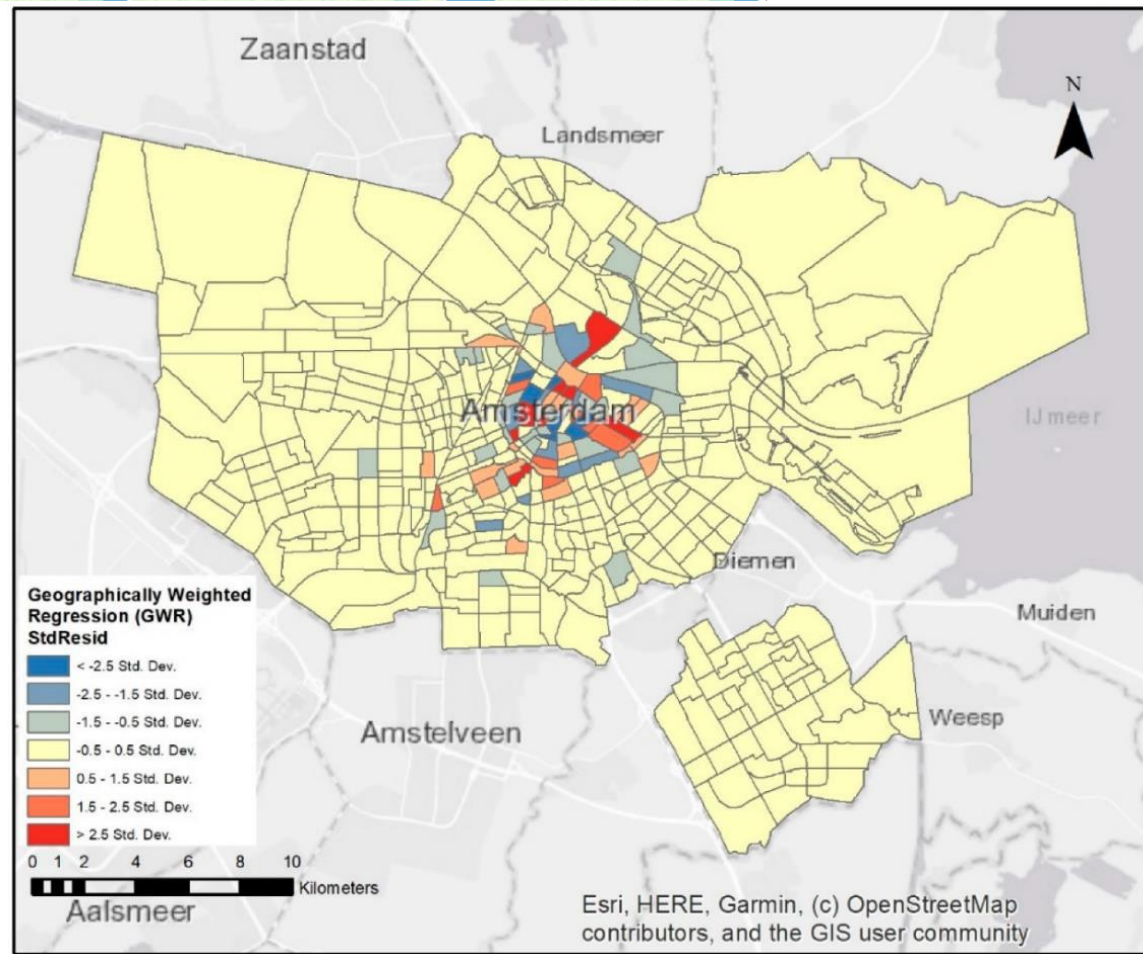 Zaanstad
N
Landsmeer
Amsterdam
IJmeer
Diemen
Muiden
Geographically Weighted
Regression (GWR)
StdResid
< -2.5 Std. Dev.
-2.5 - -1.5 Std. Dev.
-1.5 - -0.5 Std. Dev.
-0.5 - 0.5 Std. Dev.
0.5 - 1.5 Std. Dev.
1.5 - 2.5 Std. Dev.
> 2.5 Std. Dev.
Amstelveen
Weesp
0 1 2 4 6 8 10
Kilometers
Aalsmeer
Esri, HERE, Garmin, (c) OpenStreetMap
contributors, and the GIS user community